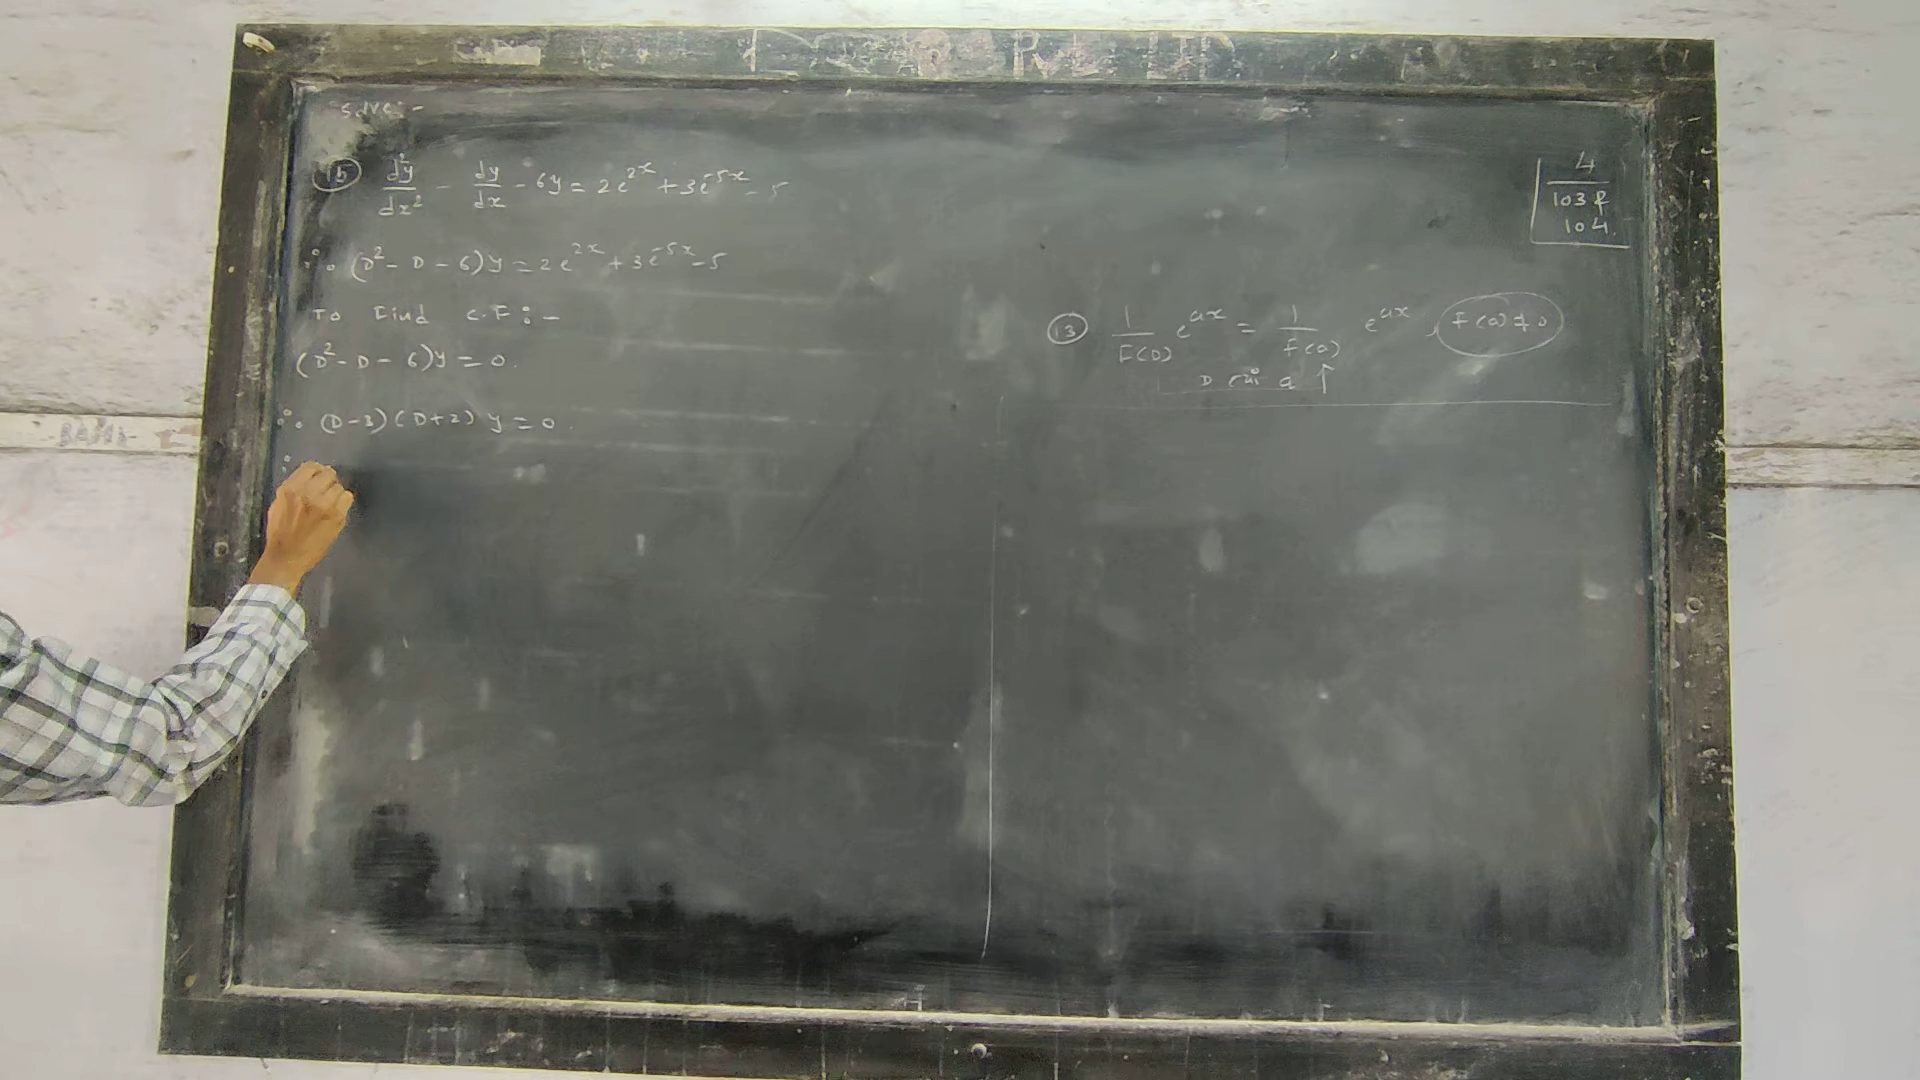 Solve:-
(15) d²y/dx² - dy/dx - 6y = 2e^2x + 3e^-5x - 5
∴ (D² - D - 6)y = 2e^2x + 3e^-5x - 5
To Find C.F:-
(D² - D - 6)y = 0.
∴ (D-3)(D+2)y = 0.
4
103 &
104.
(13) 1/F(D) e^ax = 1/F(a) e^ax, F(a) ≠ 0
D a ↑